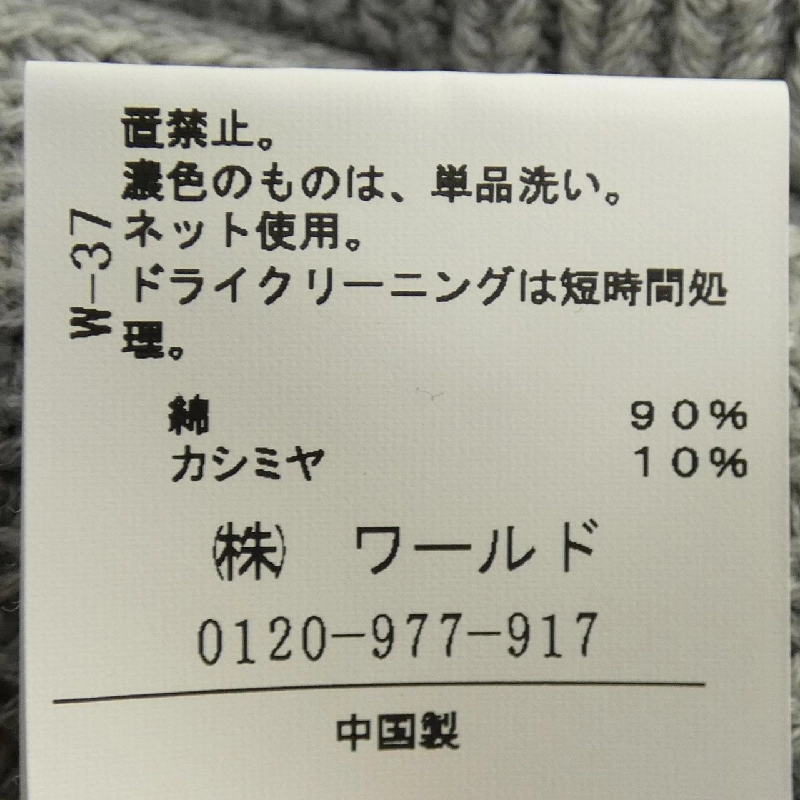 置禁止。
濃色のものは、単品洗い。
ネット使用。
ドライクリーニングは短時間処
理。
W-37
綿 90%
カシミヤ 10%
㈱ ワールド
0120-977-917
中国製